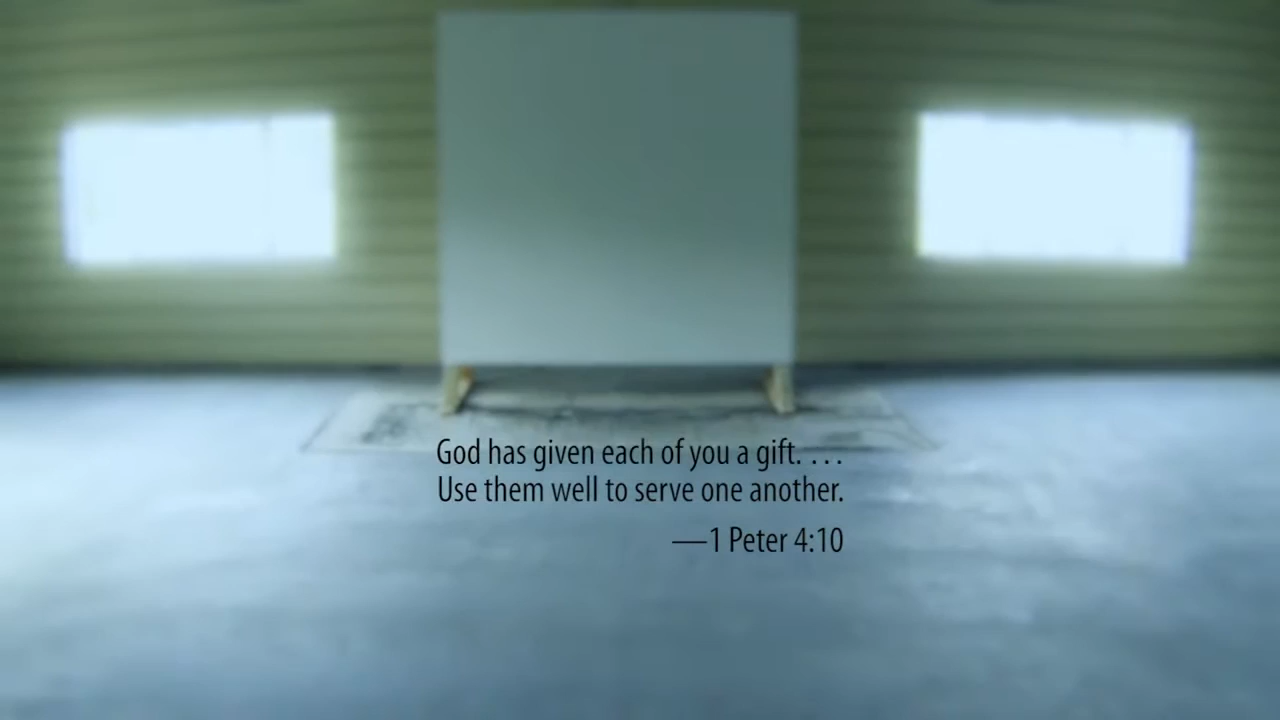 God has given each of you a gift. . . .
Use them well to serve one another.
—1 Peter 4:10